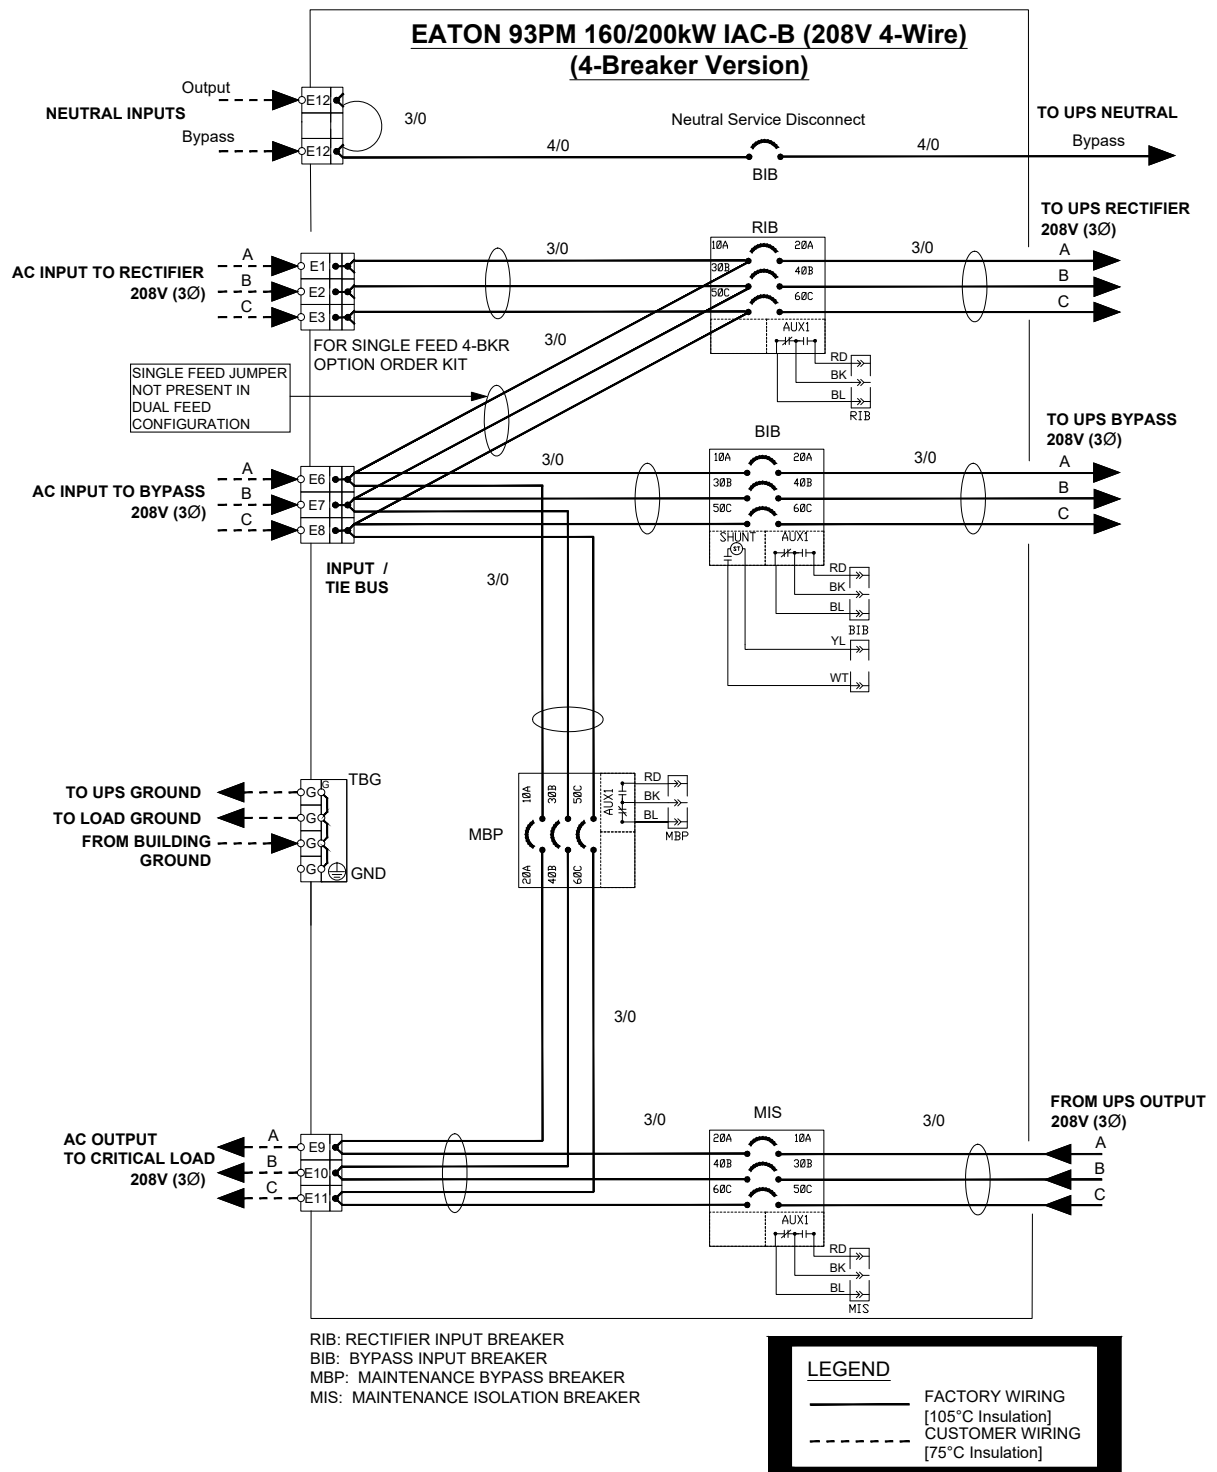 EATON 93PM 160/200kW IAC-B (208V 4-Wire)
(4-Breaker Version)
Output
NEUTRAL INPUTS
Bypass
E12
E12
3/0
4/0
Neutral Service Disconnect
BIB
4/0
TO UPS NEUTRAL
Bypass
TO UPS RECTIFIER
208V (3Ø)
AC INPUT TO RECTIFIER
208V (3Ø)
A
B
C
E1
E2
E3
3/0
RIB
10A
20A
30B
40B
50C
60C
AUX1
RD
BK
BL
RIB
3/0
A
B
C
FOR SINGLE FEED 4-BKR
OPTION ORDER KIT
3/0
SINGLE FEED JUMPER
NOT PRESENT IN
DUAL FEED
CONFIGURATION
TO UPS BYPASS
208V (3Ø)
AC INPUT TO BYPASS
208V (3Ø)
A
B
C
E6
E7
E8
3/0
BIB
10A
20A
30B
40B
50C
60C
SHUNT
ST
AUX1
RD
BK
BL
BIB
YL
WT
3/0
A
B
C
INPUT /
TIE BUS
3/0
TO UPS GROUND
TO LOAD GROUND
FROM BUILDING
GROUND
G
G
G
G
G
TBG
GND
MBP
10A
30B
50C
20A
40B
60C
AUX1
RD
BK
BL
MBP
3/0
FROM UPS OUTPUT
208V (3Ø)
AC OUTPUT
TO CRITICAL LOAD
208V (3Ø)
A
B
C
E9
E10
E11
3/0
MIS
20A
10A
40B
30B
60C
50C
AUX1
RD
BK
BL
MIS
3/0
A
B
C
RIB: RECTIFIER INPUT BREAKER
BIB: BYPASS INPUT BREAKER
MBP: MAINTENANCE BYPASS BREAKER
MIS: MAINTENANCE ISOLATION BREAKER
LEGEND
FACTORY WIRING
[105°C Insulation]
CUSTOMER WIRING
[75°C Insulation]